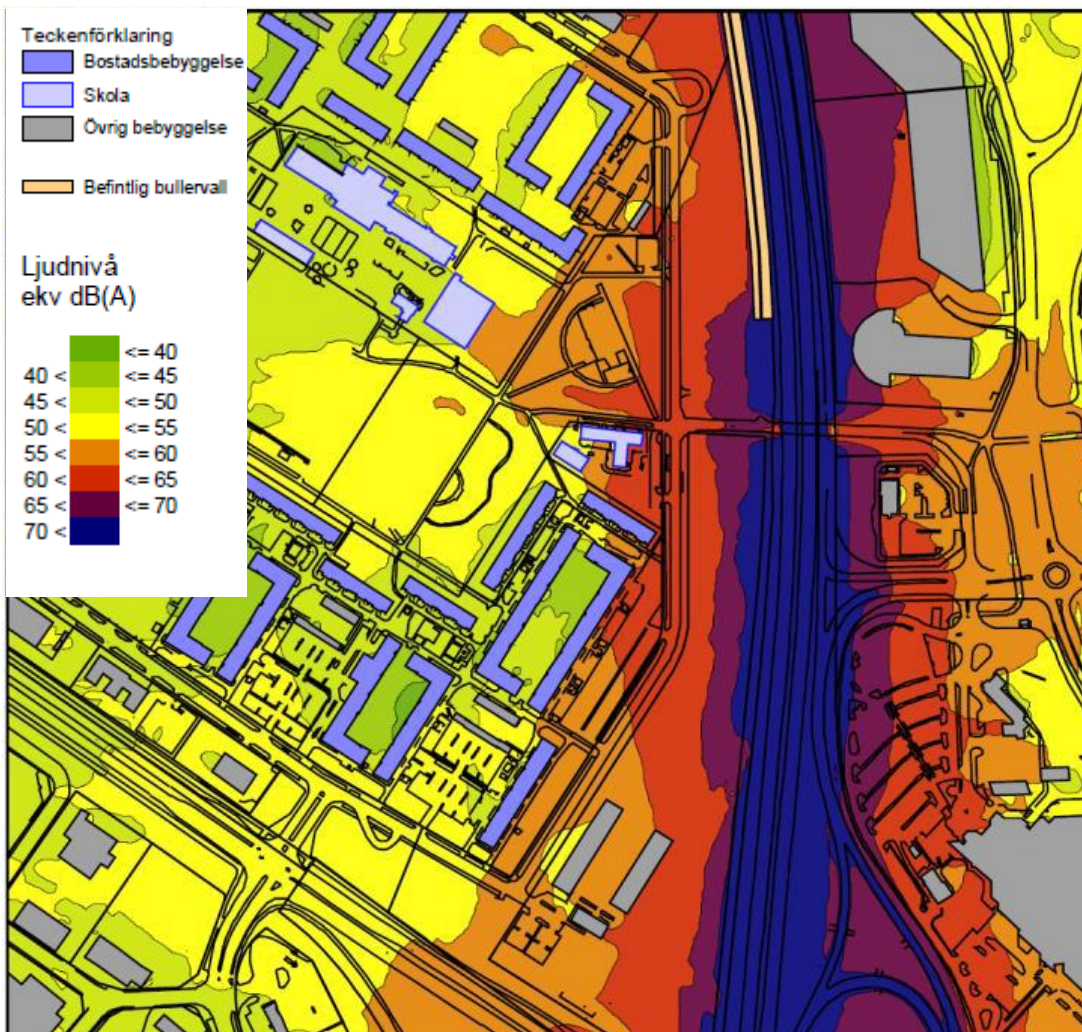 Teckenförklaring
Bostadsbebyggelse
Skola
Övrig bebyggelse
Befintlig bullervall
Ljudnivå
ekv dB(A)
<= 40
40 < <= 45
45 < <= 50
50 < <= 55
55 < <= 60
60 < <= 65
65 < <= 70
70 <